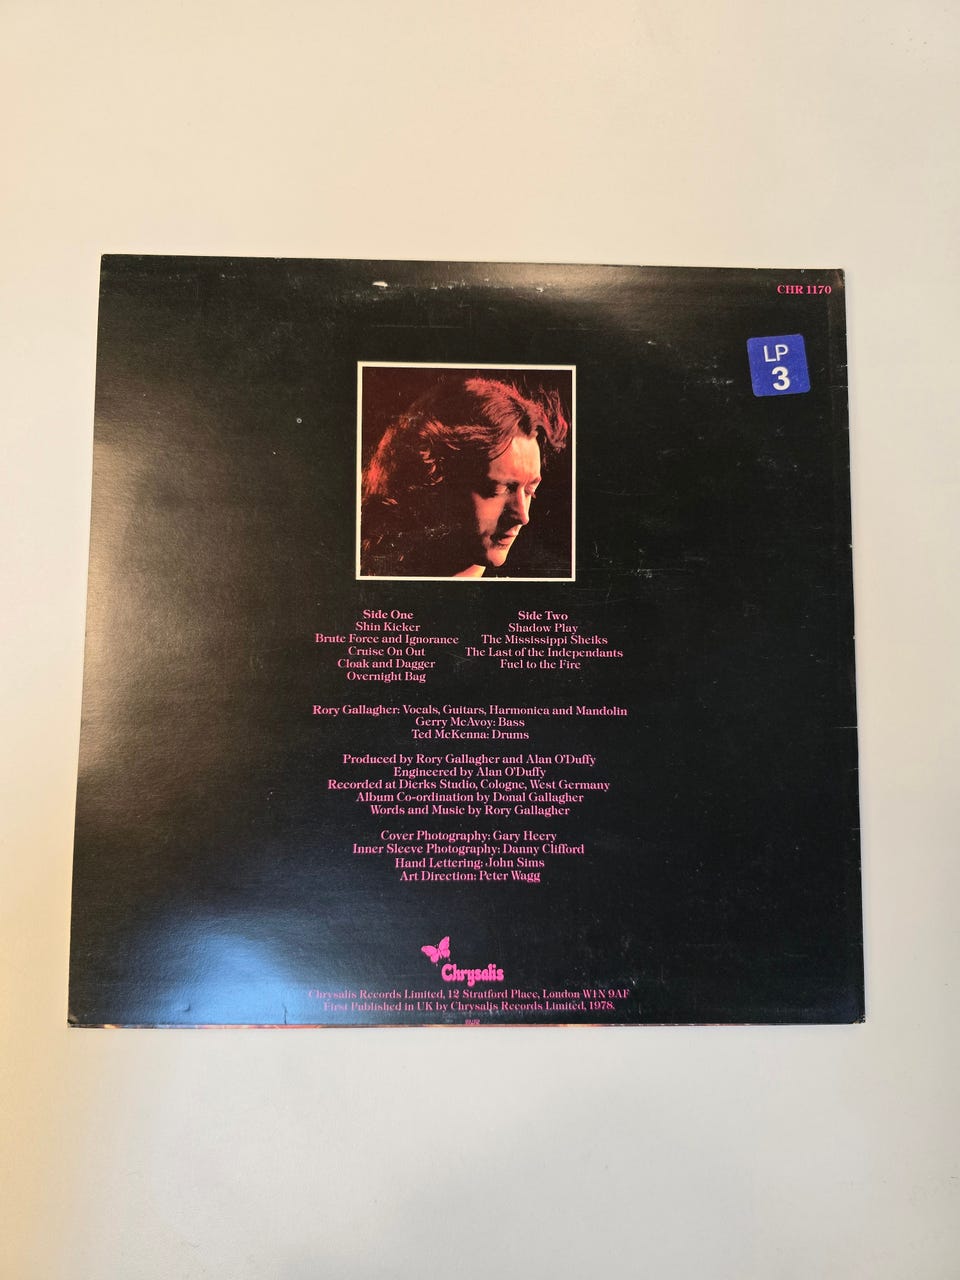 CHR 1170
LP
3
Side One
Shin Kicker
Brute Force and Ignorance
Cruise On Out
Cloak and Dagger
Overnight Bag
Side Two
Shadow Play
The Mississippi Sheiks
The Last of the Independants
Fuel to the Fire
Rory Gallagher: Vocals, Guitars, Harmonica and Mandolin
Gerry McAvoy: Bass
Ted McKenna: Drums
Produced by Rory Gallagher and Alan O'Duffy
Engineered by Alan O'Duffy
Recorded at Dierks Studio, Cologne, West Germany
Album Co-ordination by Donal Gallagher
Words and Music by Rory Gallagher
Cover Photography: Gary Heery
Inner Sleeve Photography: Danny Clifford
Hand Lettering: John Sims
Art Direction: Peter Wagg
Chrysalis
Chrysalis Records Limited, 12 Stratford Place, London W1N 9AF
First Published in UK by Chrysalis Records Limited, 1978.